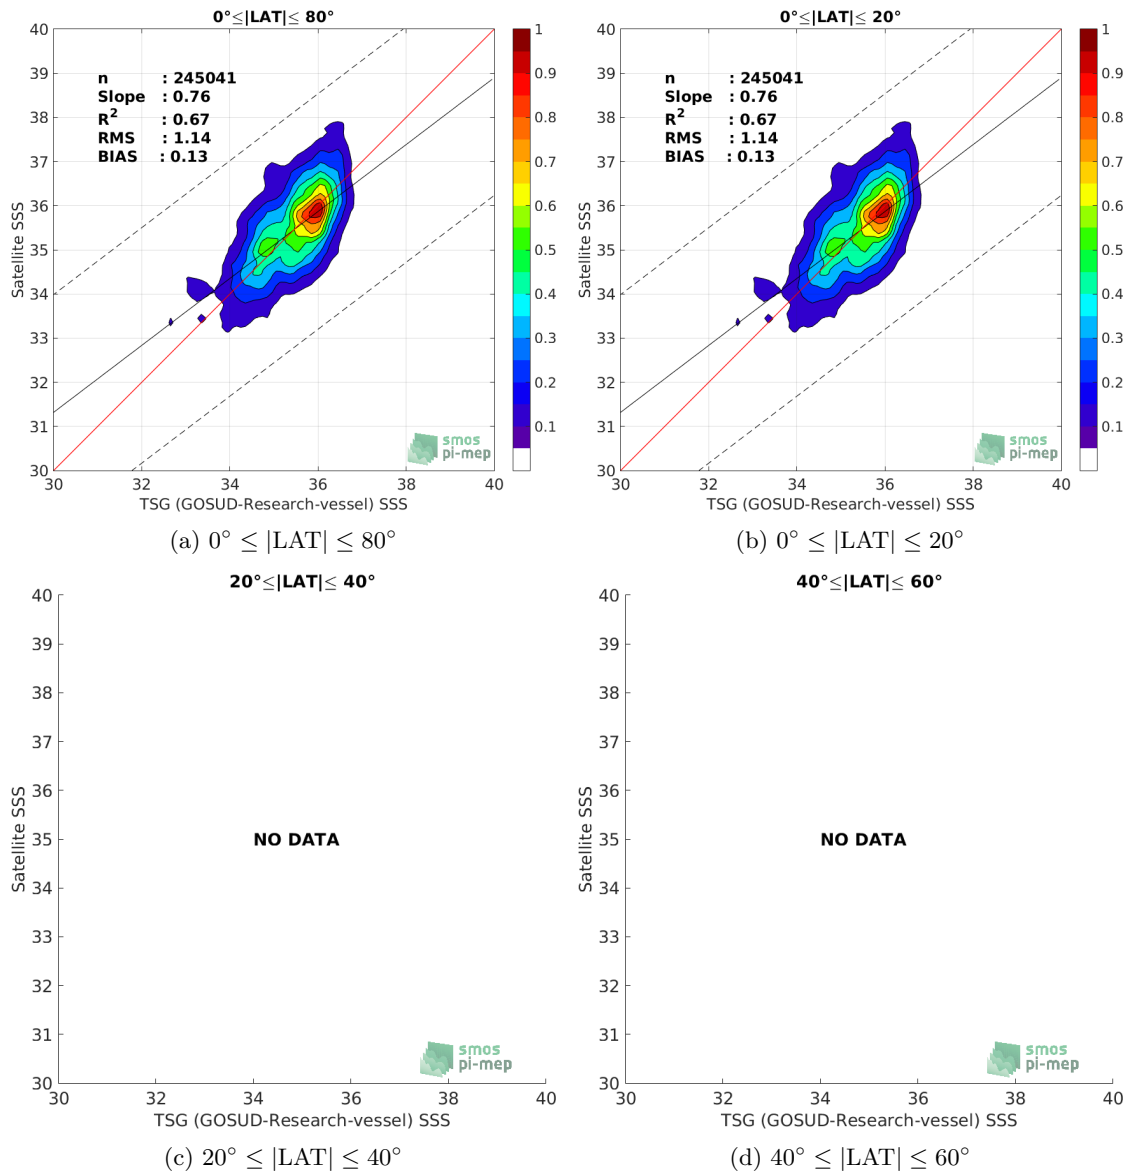 0°≤|LAT|≤ 80°
40
39
38
37
36
35
34
33
32
31
30
Satellite SSS
n : 245041
Slope : 0.76
R2 : 0.67
RMS : 1.14
BIAS : 0.13
1
0.9
0.8
0.7
0.6
0.5
0.4
0.3
0.2
0.1
smos
pi-mep
30 32 34 36 38 40
TSG (GOSUD-Research-vessel) SSS
(a) 0° ≤ |LAT| ≤ 80°
0°≤|LAT|≤ 20°
40
39
38
37
36
35
34
33
32
31
30
Satellite SSS
n : 245041
Slope : 0.76
R2 : 0.67
RMS : 1.14
BIAS : 0.13
1
0.9
0.8
0.7
0.6
0.5
0.4
0.3
0.2
0.1
smos
pi-mep
30 32 34 36 38 40
TSG (GOSUD-Research-vessel) SSS
(b) 0° ≤ |LAT| ≤ 20°
20°≤|LAT|≤ 40°
40
39
38
37
36
35
34
33
32
31
30
Satellite SSS
NO DATA
smos
pi-mep
30 32 34 36 38 40
TSG (GOSUD-Research-vessel) SSS
(c) 20° ≤ |LAT| ≤ 40°
40°≤|LAT|≤ 60°
40
39
38
37
36
35
34
33
32
31
30
Satellite SSS
NO DATA
smos
pi-mep
30 32 34 36 38 40
TSG (GOSUD-Research-vessel) SSS
(d) 40° ≤ |LAT| ≤ 60°